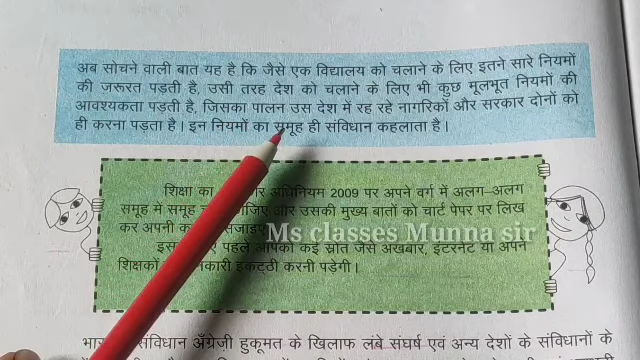 अब सोचने वाली बात यह है कि जैसे एक विद्यालय को चलाने के लिए इतने सारे नियमों
की जरूरत पड़ती है, उसी तरह देश को चलाने के लिए भी कुछ मूलभूत नियमों की
आवश्यकता पड़ती है, जिसका पालन उस देश में रह रहे नागरिकों और सरकार दोनों को
ही करना पड़ता है। इन नियमों का समूह ही संविधान कहलाता है।
शिक्षा का अधिनियम 2009 पर अपने वर्ग में अलग–अलग
समूह में समूह और उसकी मुख्य बातों को चार्ट पेपर पर लिख
कर अपनी
Ms classes Munna sir
पहले आपको कई स्रोत जैसे अखबार, इंटरनेट या अपने
शिक्षकों इकट्ठी करनी पड़ेगी।
संविधान अँग्रेजी हुकूमत के खिलाफ लंबे संघर्ष एवं अन्य देशों के संविधानों के